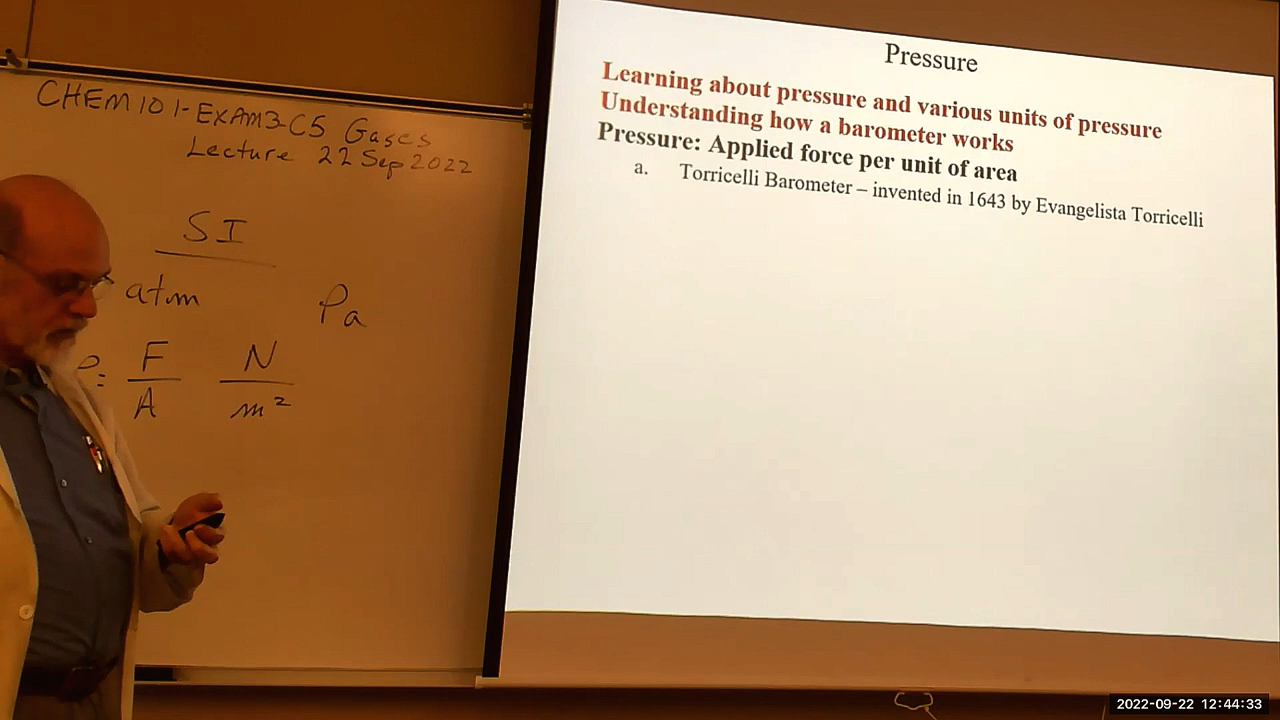 CHEM 101-EXAM3-C5 Gases
Lecture 22 Sep 2022
SI
atm
Pa
P = F/A N/m²
Pressure
Learning about pressure and various units of pressure
Understanding how a barometer works
Pressure: Applied force per unit of area
a. Torricelli Barometer – invented in 1643 by Evangelista Torricelli
2022-09-22 12:44:33